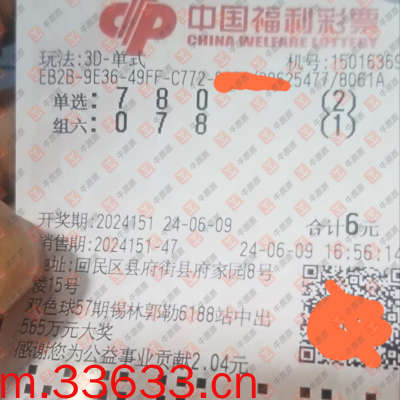 中国福利彩票
CHINA WELFARE LOTTERY
玩法:3D-单式 机号:15016369
EB2B-9E36-49FF-C772- 25477/8061A
单选: 7 8 0 (2)
组六: 0 7 8 (1)
开奖期:2024151 24-06-09 合计6元
销售期:2024151-47 24-06-09 16:56:14
地址:回民区县府街县府家园8号
楼15号
双色球57期锡林郭勒6188站中出
565万元大奖
感谢您为公益事业贡献2.04元
m.33633.cn